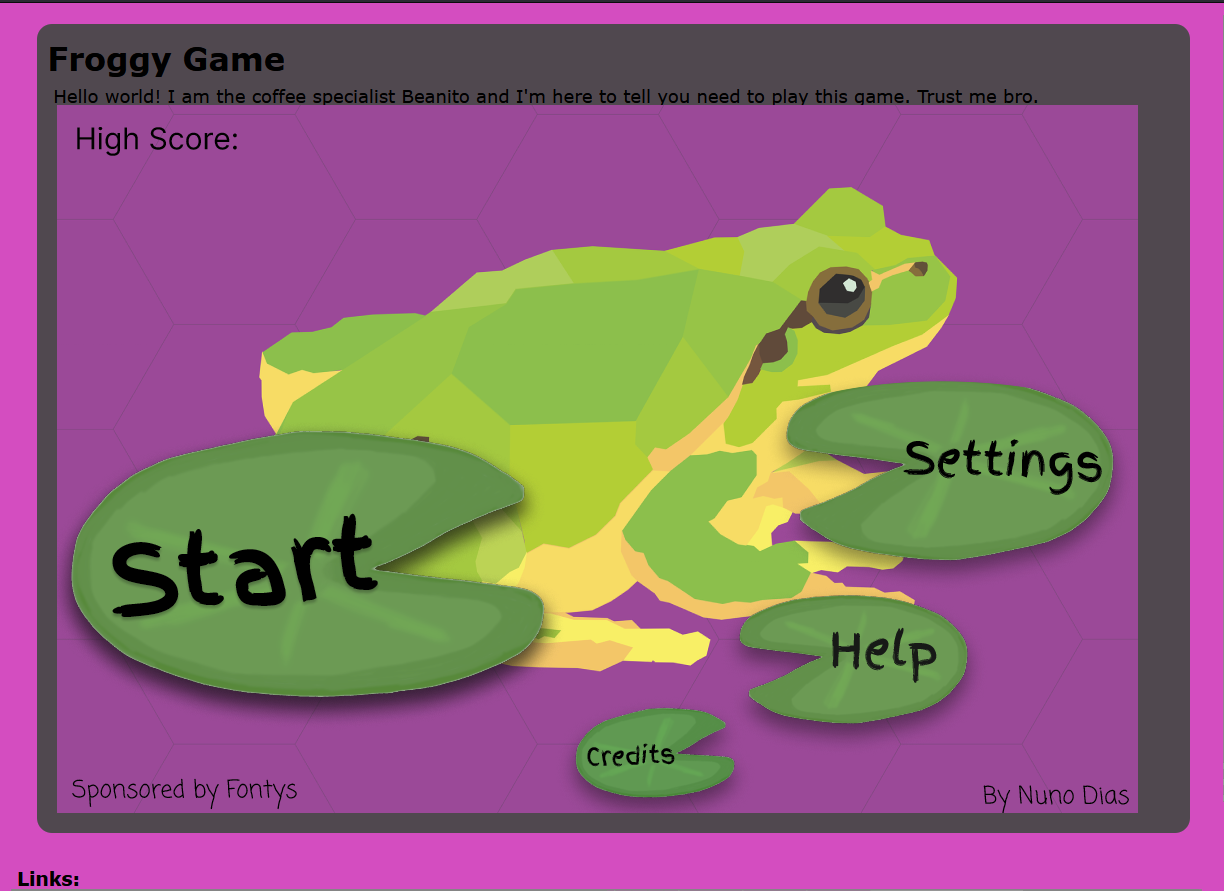 Froggy Game
Hello world! I am the coffee specialist Beanito and I'm here to tell you need to play this game. Trust me bro.
High Score:
Settings
Start
Help
Credits
Sponsored by Fontys
By Nuno Dias
Links: